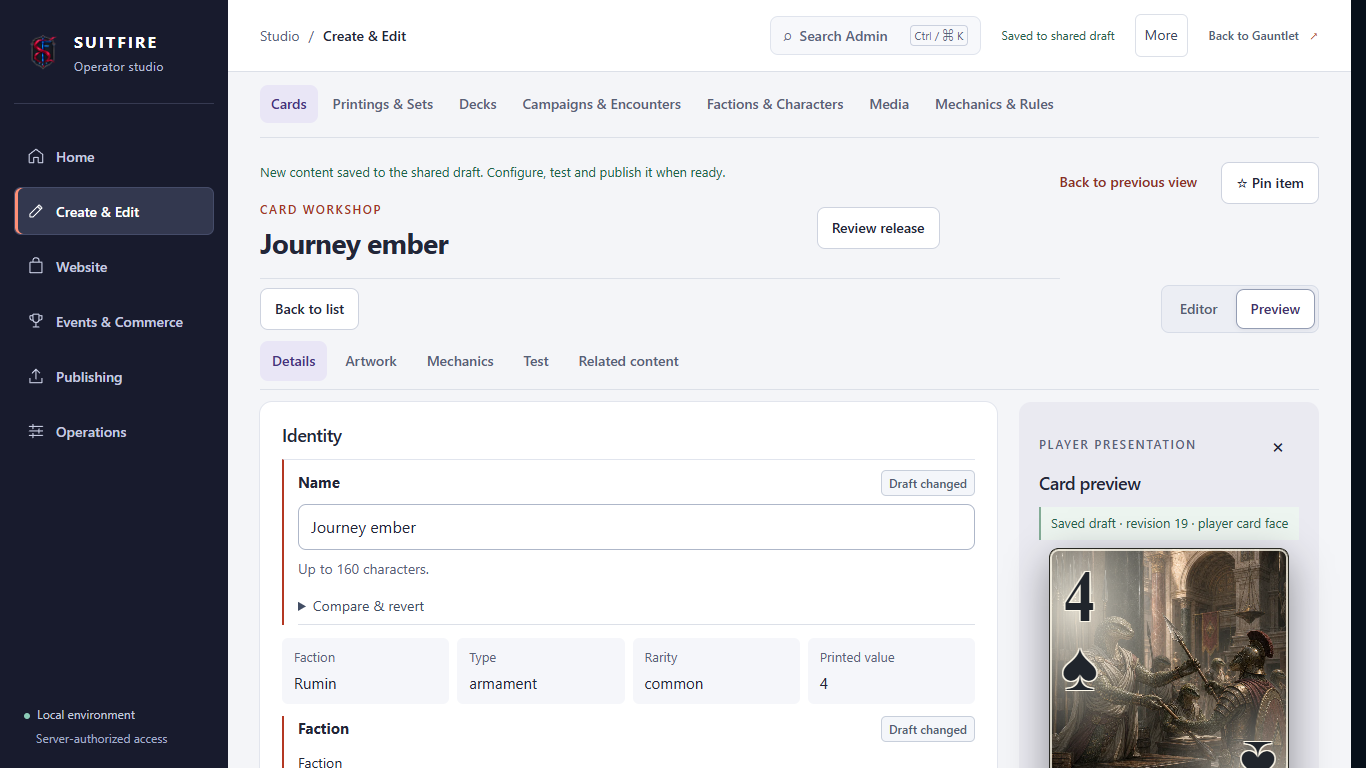 SUITFIRE
Operator studio
Home
Create & Edit
Website
Events & Commerce
Publishing
Operations
Local environment
Server-authorized access
Studio / Create & Edit
Search Admin Ctrl / ⌘ K
Saved to shared draft
More
Back to Gauntlet ↗
Cards Printings & Sets Decks Campaigns & Encounters Factions & Characters Media Mechanics & Rules
New content saved to the shared draft. Configure, test and publish it when ready.
CARD WORKSHOP
Journey ember
Review release
Back to previous view
☆ Pin item
Back to list
Editor Preview
Details Artwork Mechanics Test Related content
Identity
Name Draft changed
Journey ember
Up to 160 characters.
Compare & revert
Faction Type Rarity Printed value
Rumin armament common 4
Faction Draft changed
Faction
PLAYER PRESENTATION ✕
Card preview
Saved draft · revision 19 · player card face
4